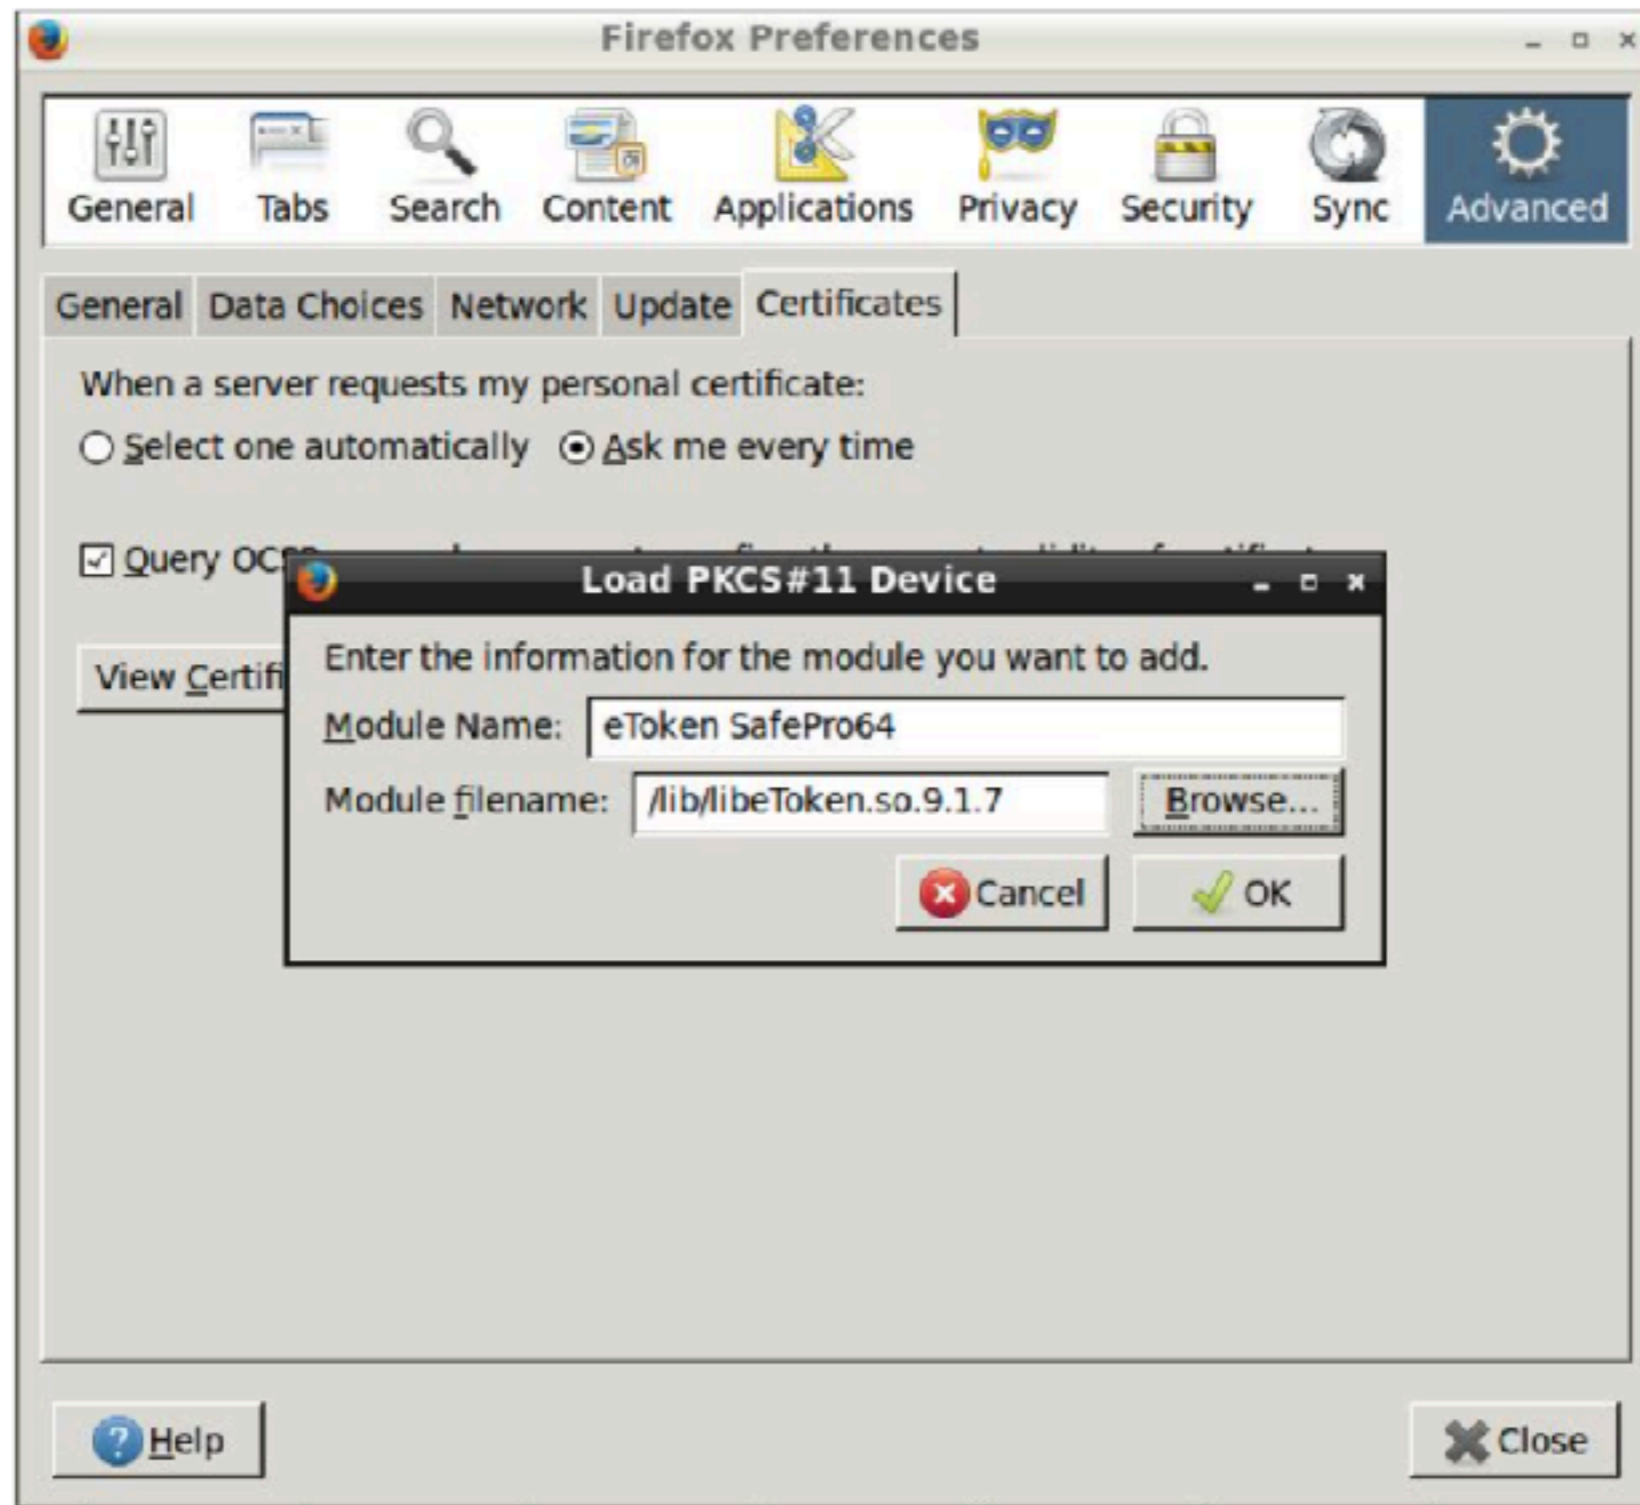 Firefox Preferences
General Tabs Search Content Applications Privacy Security Sync Advanced
General Data Choices Network Update Certificates
When a server requests my personal certificate:
Select one automatically Ask me every time
Query
Load PKCS#11 Device
Enter the information for the module you want to add.
View
Module Name: eToken SafePro64
Module filename: /lib/libeToken.so.9.1.7 Browse...
Cancel OK
Help Close